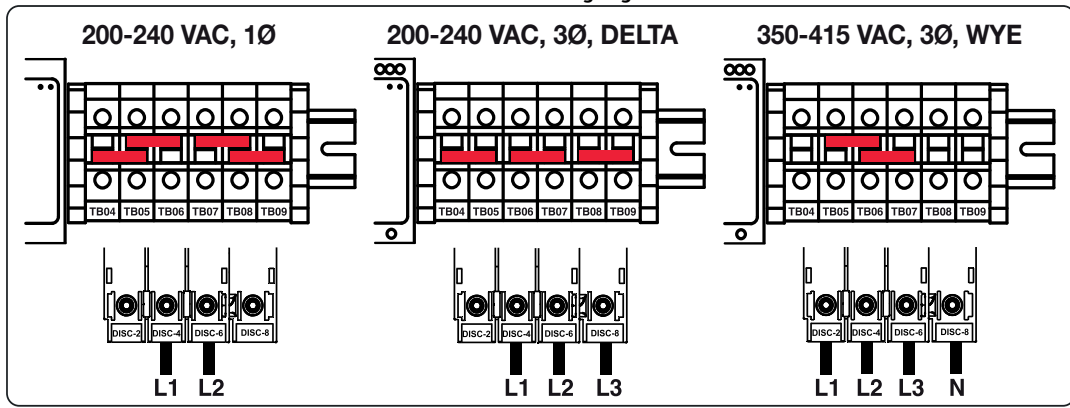 200-240 VAC, 1Ø
TB04 TB05 TB06 TB07 TB08 TB09
DISC-2 DISC-4 DISC-6 DISC-8
L1 L2
200-240 VAC, 3Ø, DELTA
TB04 TB05 TB06 TB07 TB08 TB09
DISC-2 DISC-4 DISC-6 DISC-8
L1 L2 L3
350-415 VAC, 3Ø, WYE
TB04 TB05 TB06 TB07 TB08 TB09
DISC-2 DISC-4 DISC-6 DISC-8
L1 L2 L3 N